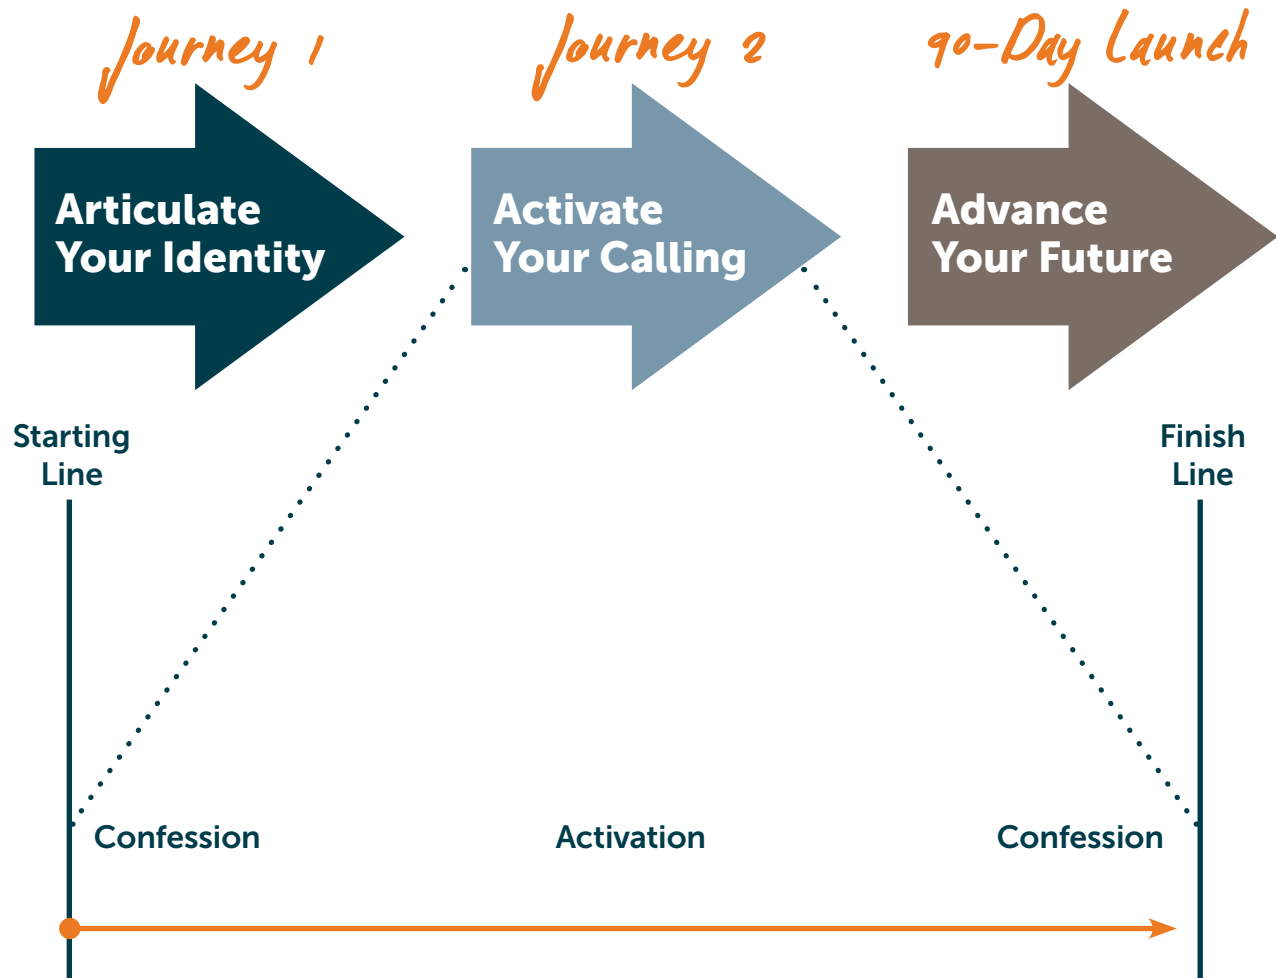 Journey 1
Journey 2
90-Day Launch
Articulate
Your Identity
Activate
Your Calling
Advance
Your Future
Starting
Line
Finish
Line
Confession
Activation
Confession